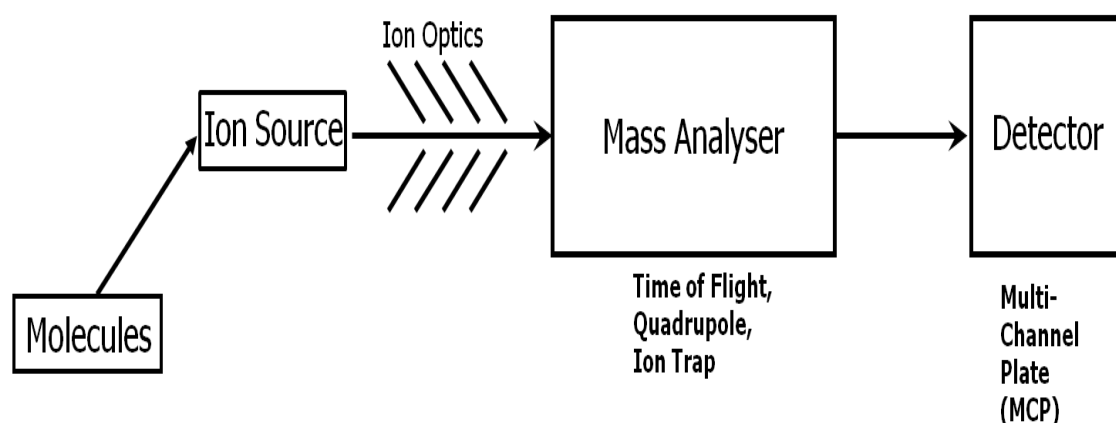 Ion Optics
Ion Source
Mass Analyser
Detector
Molecules
Time of Flight,
Quadrupole,
Ion Trap
Multi-
Channel
Plate
(MCP)